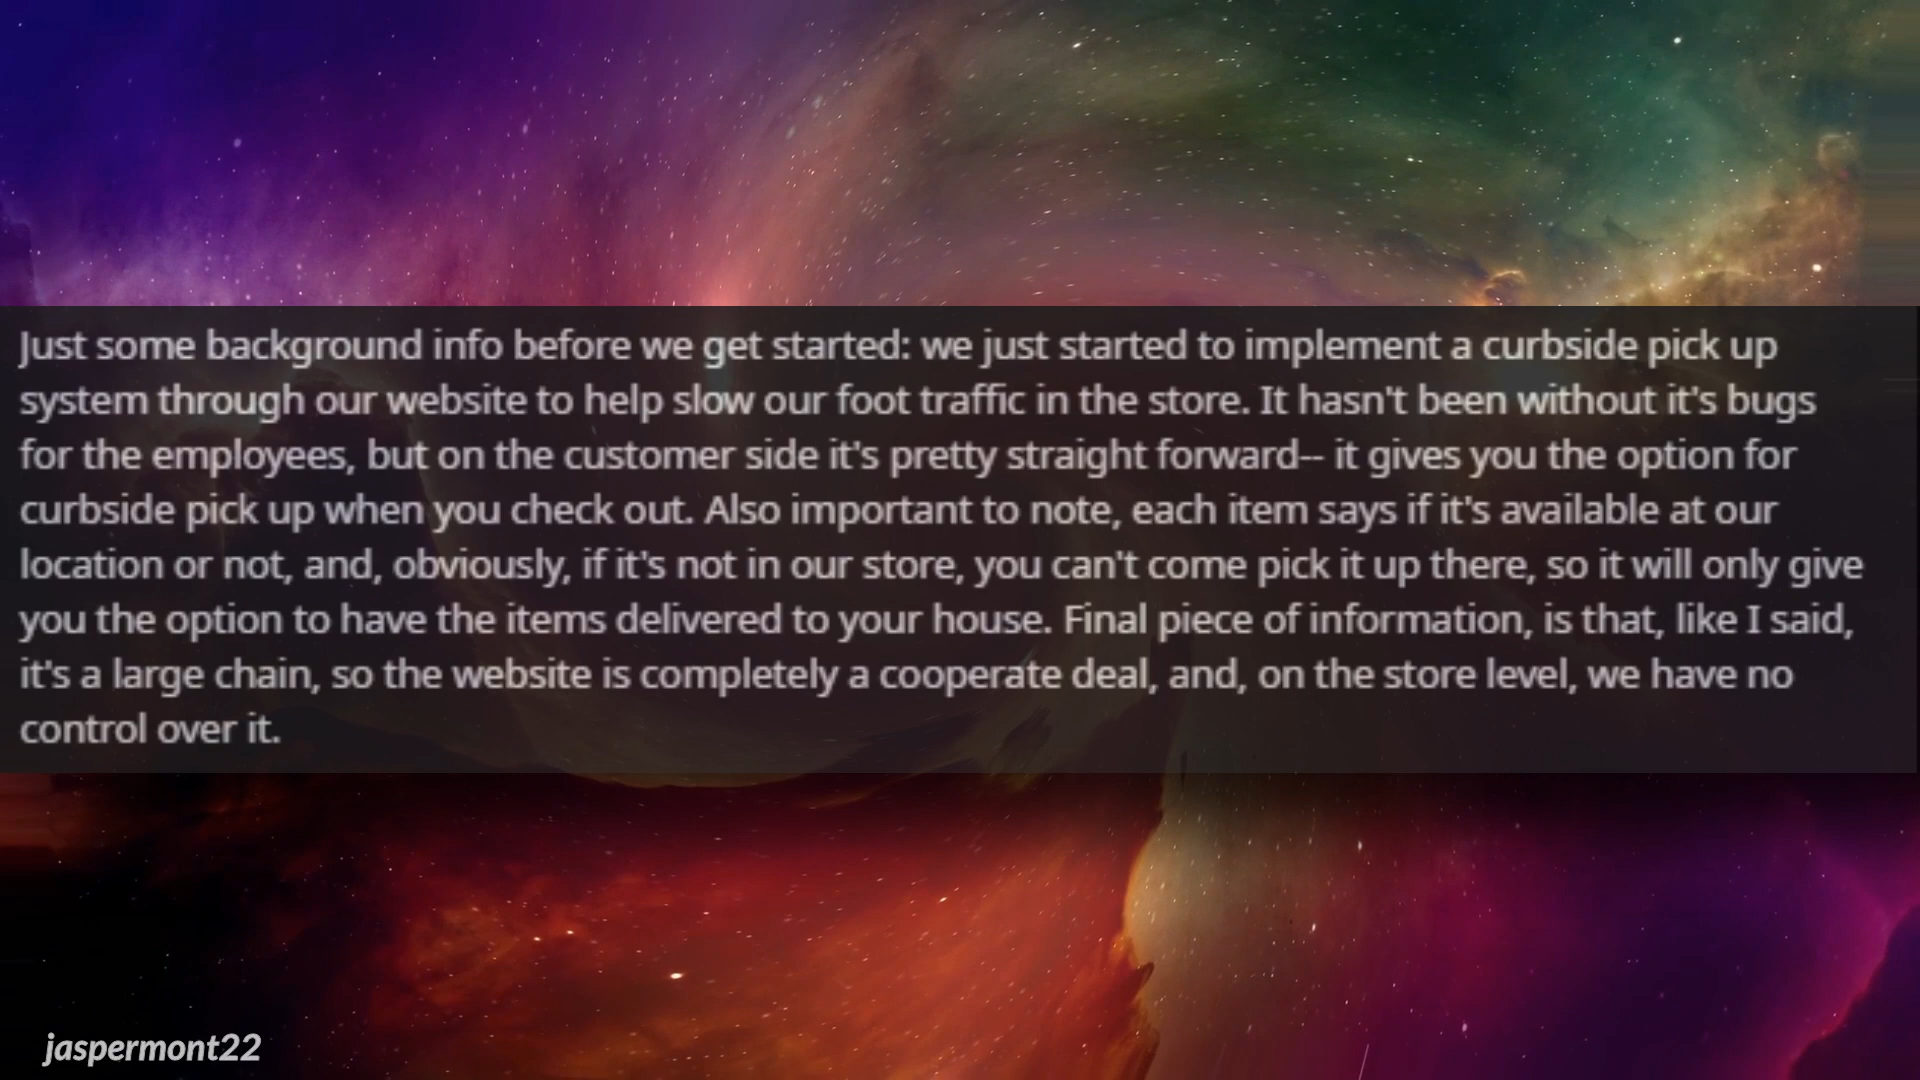 Just some background info before we get started: we just started to implement a curbside pick up
system through our website to help slow our foot traffic in the store. It hasn't been without it's bugs
for the employees, but on the customer side it's pretty straight forward-- it gives you the option for
curbside pick up when you check out. Also important to note, each item says if it's available at our
location or not, and, obviously, if it's not in our store, you can't come pick it up there, so it will only give
you the option to have the items delivered to your house. Final piece of information, is that, like I said,
it's a large chain, so the website is completely a cooperate deal, and, on the store level, we have no
control over it.
jaspermont22